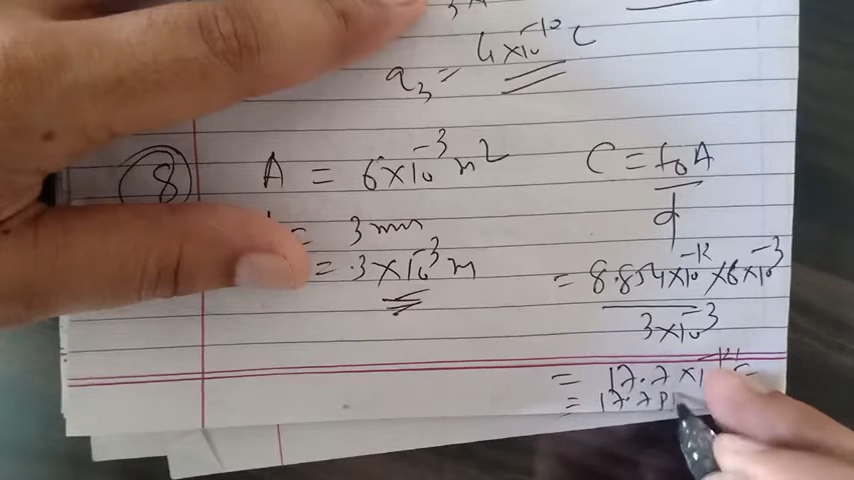 q₃ = 4×10⁻¹⁰ C
⑧ A = 6×10⁻³ m²
= 3 mm
= 3×10⁻³ m
C = ε₀A
d
= 8.854×10⁻¹² × 6×10⁻³
3×10⁻³
= 17.7 ×
= 17.7 P